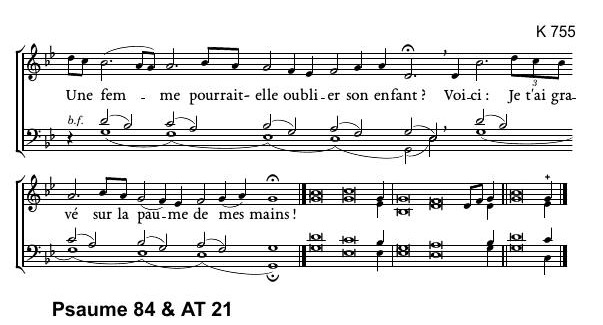 K 755
Une fem - me pourrait-elle oubli-er son enfant ? Voi-ci : Je t'ai gra-
3
b.f.
vé sur la pau-me de mes mains !
Psaume 84 & AT 21